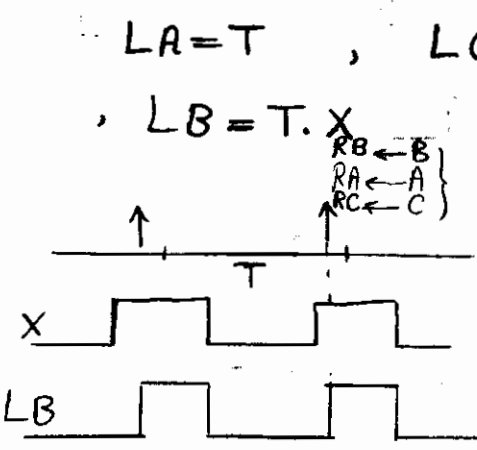 LA = T , L
, LB = T. X
RB ← B
RA ← A
RC ← C
T
X
LB